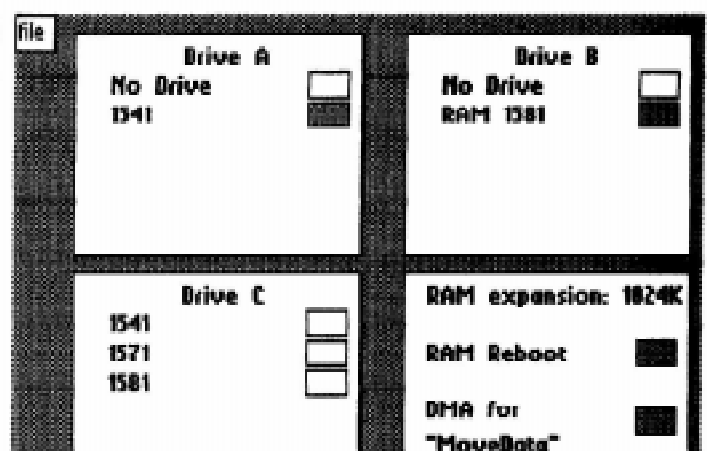 file
Drive A
No Drive
1541
Drive B
No Drive
RAM 1581
Drive C
1541
1571
1581
RAM expansion: 1024K
RAM Reboot
DMA for
"MoveData"